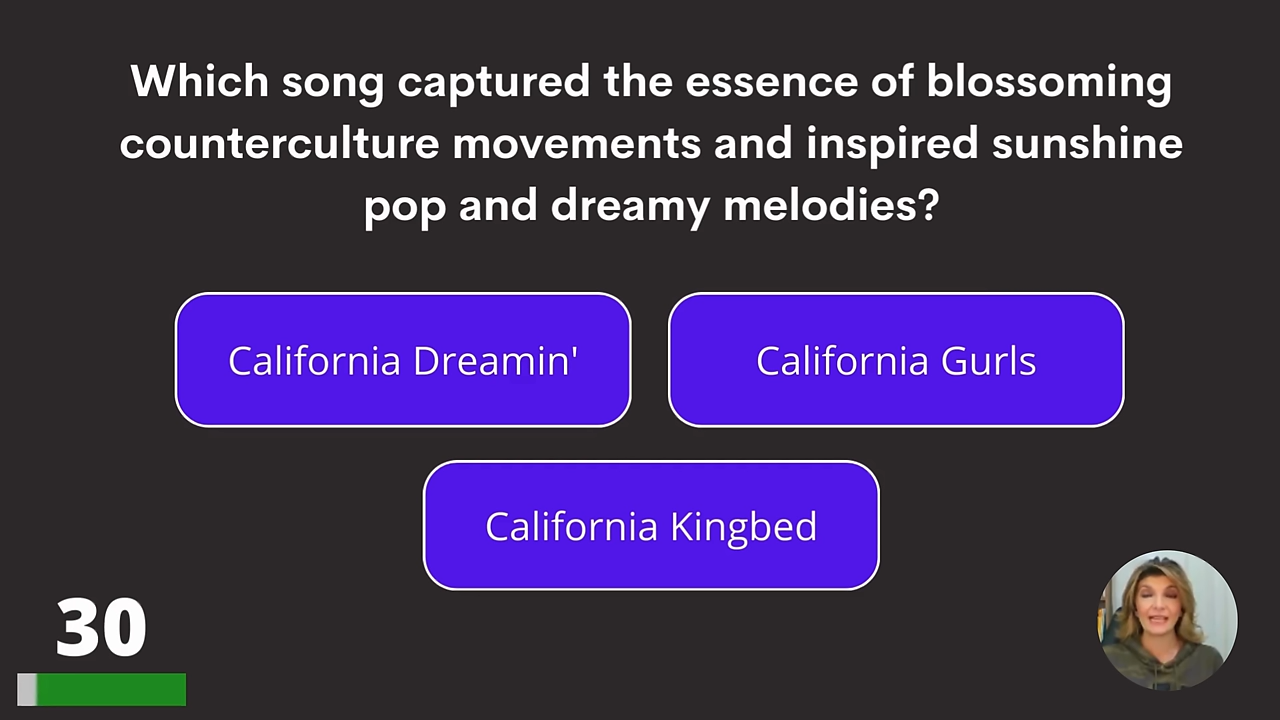 Which song captured the essence of blossoming
counterculture movements and inspired sunshine
pop and dreamy melodies?
California Dreamin'
California Gurls
California Kingbed
30